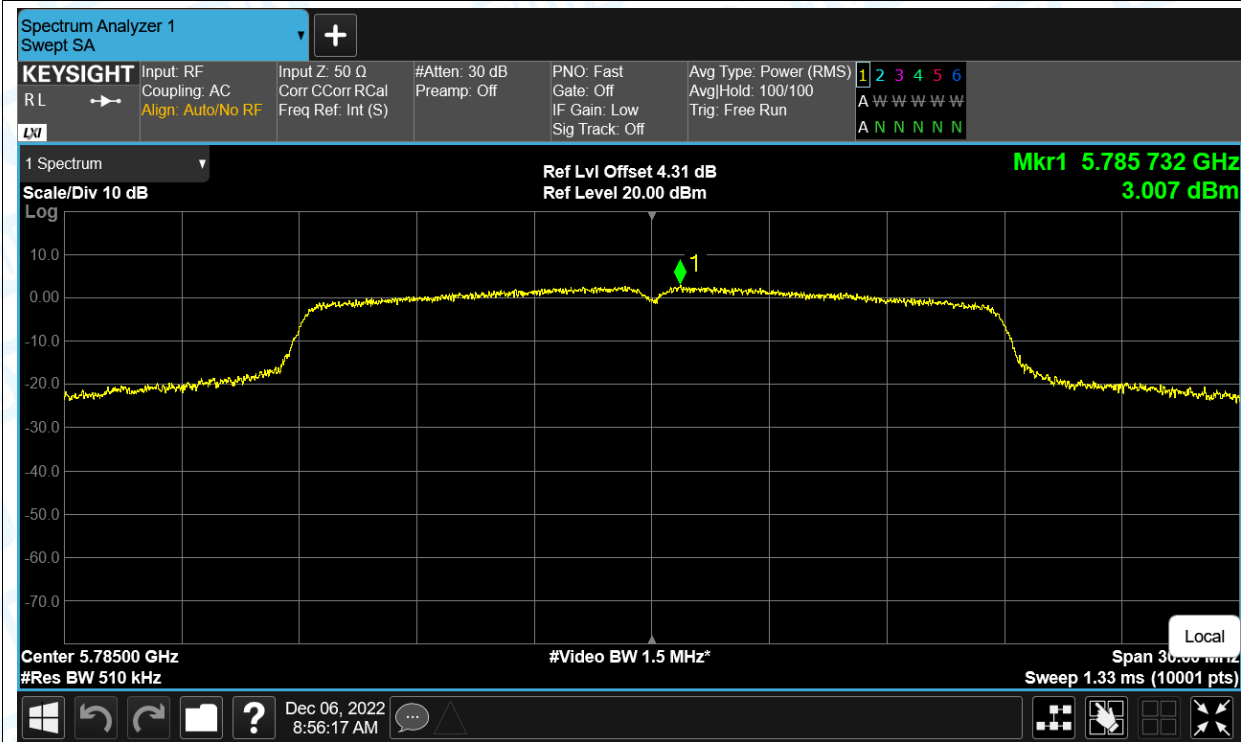 Spectrum Analyzer 1
Swept SA
KEYSIGHT
R L
LXI
Input: RF
Coupling: AC
Align: Auto/No RF
Input Z: 50 Ω
Corr CCorr RCal
Freq Ref: Int (S)
#Atten: 30 dB
Preamp: Off
PNO: Fast
Gate: Off
IF Gain: Low
Sig Track: Off
Avg Type: Power (RMS)
Avg|Hold: 100/100
Trig: Free Run
1 2 3 4 5 6
A W W W W W
A N N N N N
1 Spectrum
Scale/Div 10 dB
Log
Ref Lvl Offset 4.31 dB
Ref Level 20.00 dBm
Mkr1 5.785 732 GHz
3.007 dBm
1
10.0
0.00
-10.0
-20.0
-30.0
-40.0
-50.0
-60.0
-70.0
Local
Center 5.78500 GHz
#Res BW 510 kHz
#Video BW 1.5 MHz*
Span 30.00 MHz
Sweep 1.33 ms (10001 pts)
?
Dec 06, 2022
8:56:17 AM